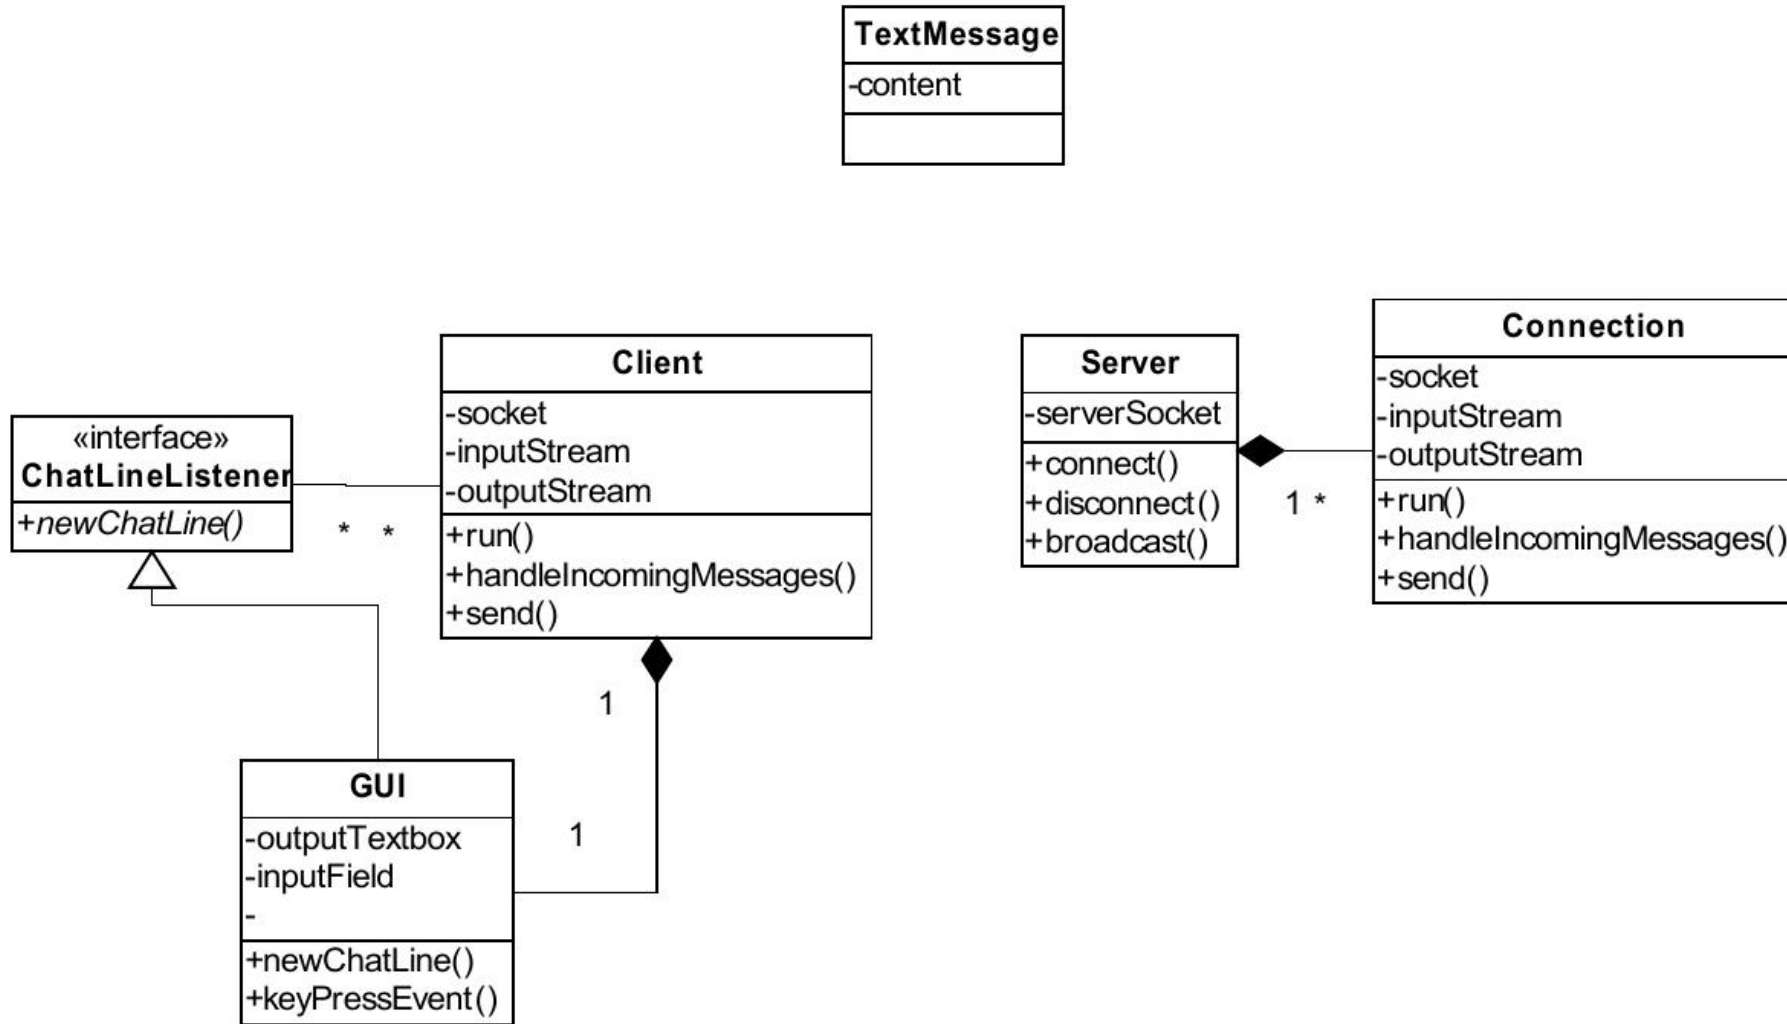 TextMessage
-content
Client
-socket
-inputStream
-outputStream
+run()
+handleIncomingMessages()
+send()
Server
-serverSocket
+connect()
+disconnect()
+broadcast()
1 *
Connection
-socket
-inputStream
-outputStream
+run()
+handleIncomingMessages()
+send()
«interface»
ChatLineListener
+newChatLine()
* *
1
1
GUI
-outputTextbox
-inputField
-
+newChatLine()
+keyPressEvent()